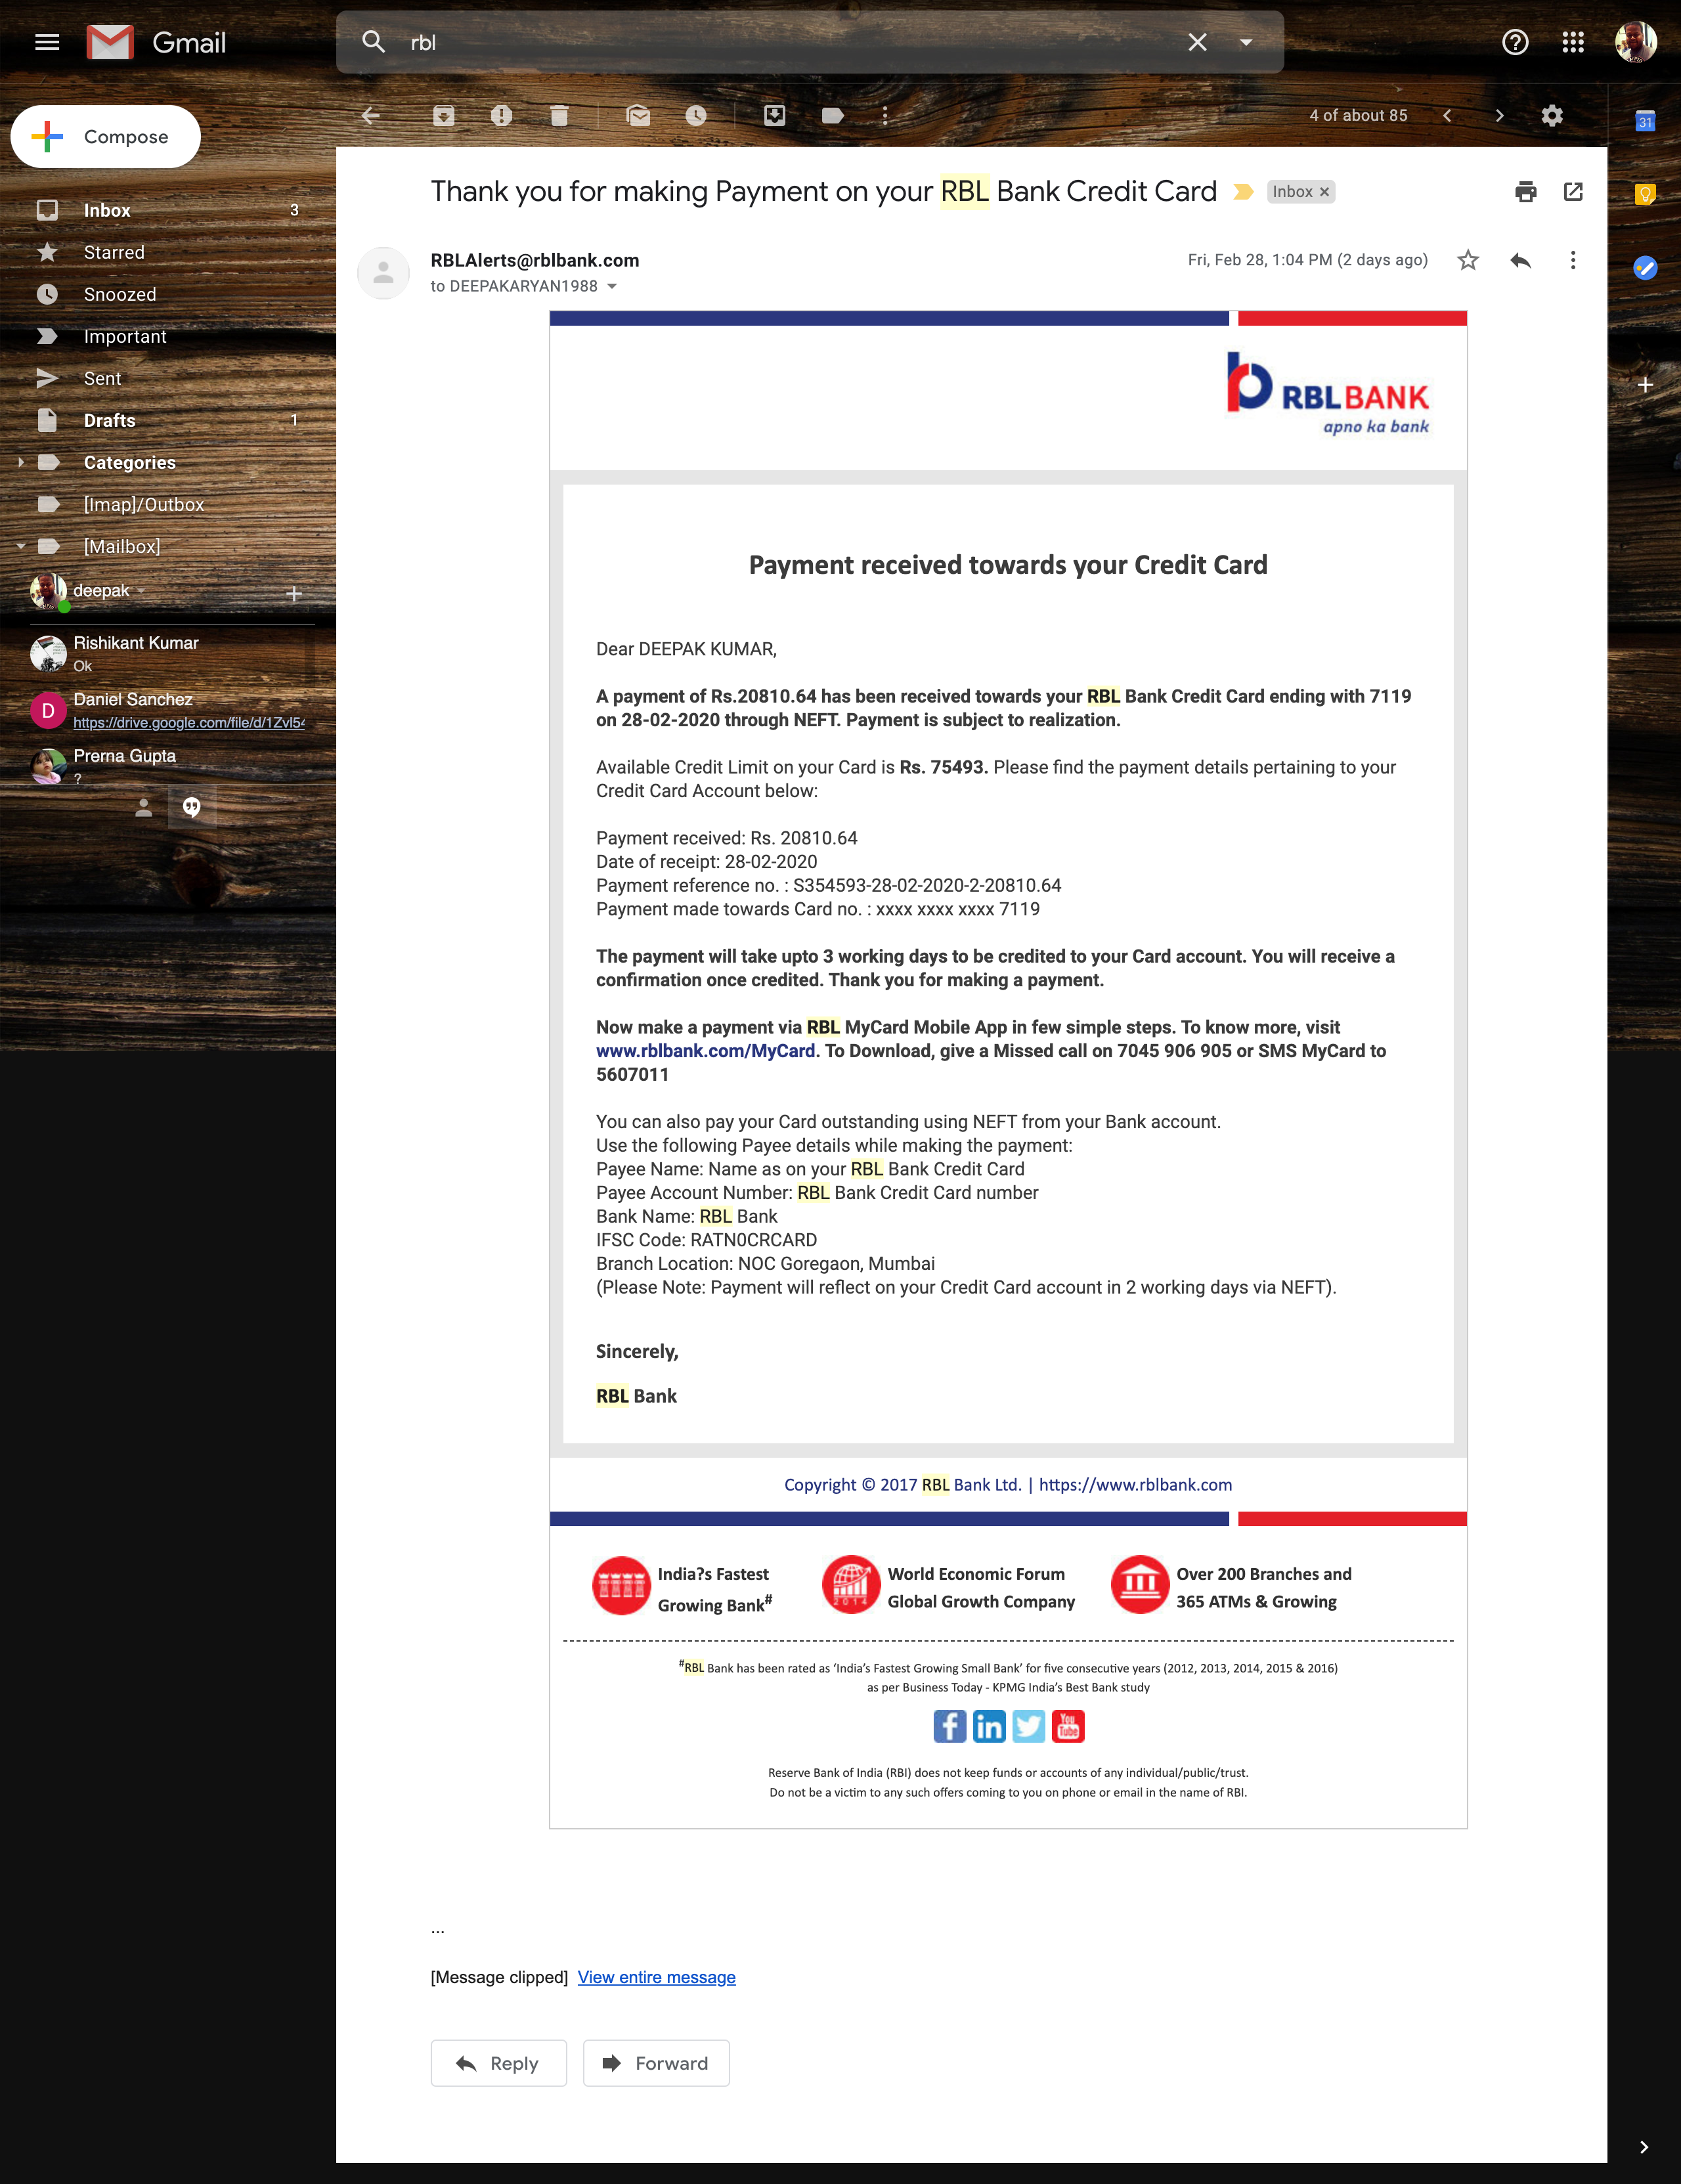 Gmail
rbl
Compose
4 of about 85
31
Inbox 3
Starred
Snoozed
Important
Sent
Drafts 1
Categories
[Imap]/Outbox
[Mailbox]
deepak
Rishikant Kumar
Ok
D
Daniel Sanchez
https://drive.google.com/file/d/1Zvl54
Prerna Gupta
?
Thank you for making Payment on your RBL Bank Credit Card Inbox x
RBLAlerts@rblbank.com
Fri, Feb 28, 1:04 PM (2 days ago)
to DEEPAKARYAN1988
RBLBANK
apno ka bank
Payment received towards your Credit Card
Dear DEEPAK KUMAR,
A payment of Rs.20810.64 has been received towards your RBL Bank Credit Card ending with 7119
on 28-02-2020 through NEFT. Payment is subject to realization.
Available Credit Limit on your Card is Rs. 75493. Please find the payment details pertaining to your
Credit Card Account below:
Payment received: Rs. 20810.64
Date of receipt: 28-02-2020
Payment reference no. : S354593-28-02-2020-2-20810.64
Payment made towards Card no. : xxxx xxxx xxxx 7119
The payment will take upto 3 working days to be credited to your Card account. You will receive a
confirmation once credited. Thank you for making a payment.
Now make a payment via RBL MyCard Mobile App in few simple steps. To know more, visit
www.rblbank.com/MyCard. To Download, give a Missed call on 7045 906 905 or SMS MyCard to
5607011
You can also pay your Card outstanding using NEFT from your Bank account.
Use the following Payee details while making the payment:
Payee Name: Name as on your RBL Bank Credit Card
Payee Account Number: RBL Bank Credit Card number
Bank Name: RBL Bank
IFSC Code: RATN0CRCARD
Branch Location: NOC Goregaon, Mumbai
(Please Note: Payment will reflect on your Credit Card account in 2 working days via NEFT).
Sincerely,
RBL Bank
Copyright © 2017 RBL Bank Ltd. | https://www.rblbank.com
India?s Fastest
Growing Bank#
2014
World Economic Forum
Global Growth Company
Over 200 Branches and
365 ATMs & Growing
#RBL Bank has been rated as ‘India’s Fastest Growing Small Bank’ for five consecutive years (2012, 2013, 2014, 2015 & 2016)
as per Business Today - KPMG India’s Best Bank study
You Tube
Reserve Bank of India (RBI) does not keep funds or accounts of any individual/public/trust.
Do not be a victim to any such offers coming to you on phone or email in the name of RBI.
...
[Message clipped] View entire message
Reply Forward